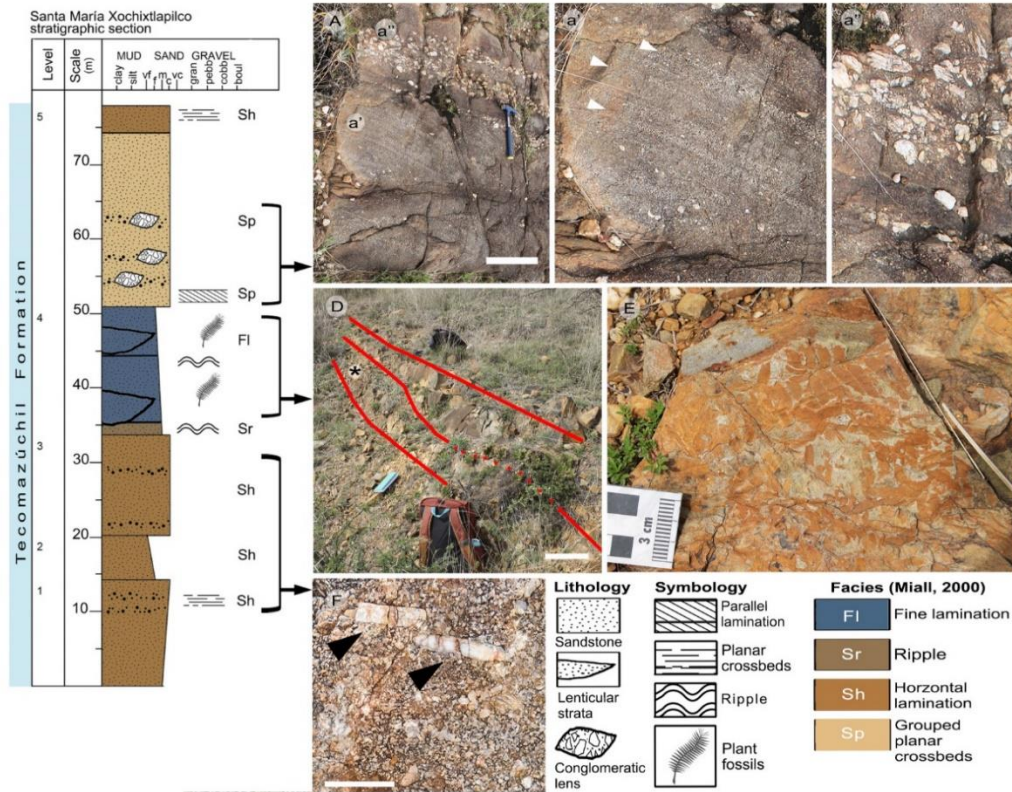 Santa María Xochixtlapilco
stratigraphic section
Level
Scale
(m)
MUD SAND GRAVEL
clay
silt
vf
f
m
c
vc
gran
pebb
cobb
boul
Tecomazúchil Formation
5
4
3
2
1
70
60
50
40
30
20
10
Sh
Sp
Sp
Fl
Sr
Sh
Sh
Sh
A
a''
a'
a'
a''
D
*
E
3 cm
F
Lithology
Sandstone
Lenticular
strata
Conglomeratic
lens
Symbology
Parallel
lamination
Planar
crossbeds
Ripple
Plant
fossils
Facies (Miall, 2000)
Fl Fine lamination
Sr Ripple
Sh Horzontal
lamination
Sp Grouped
planar
crossbeds